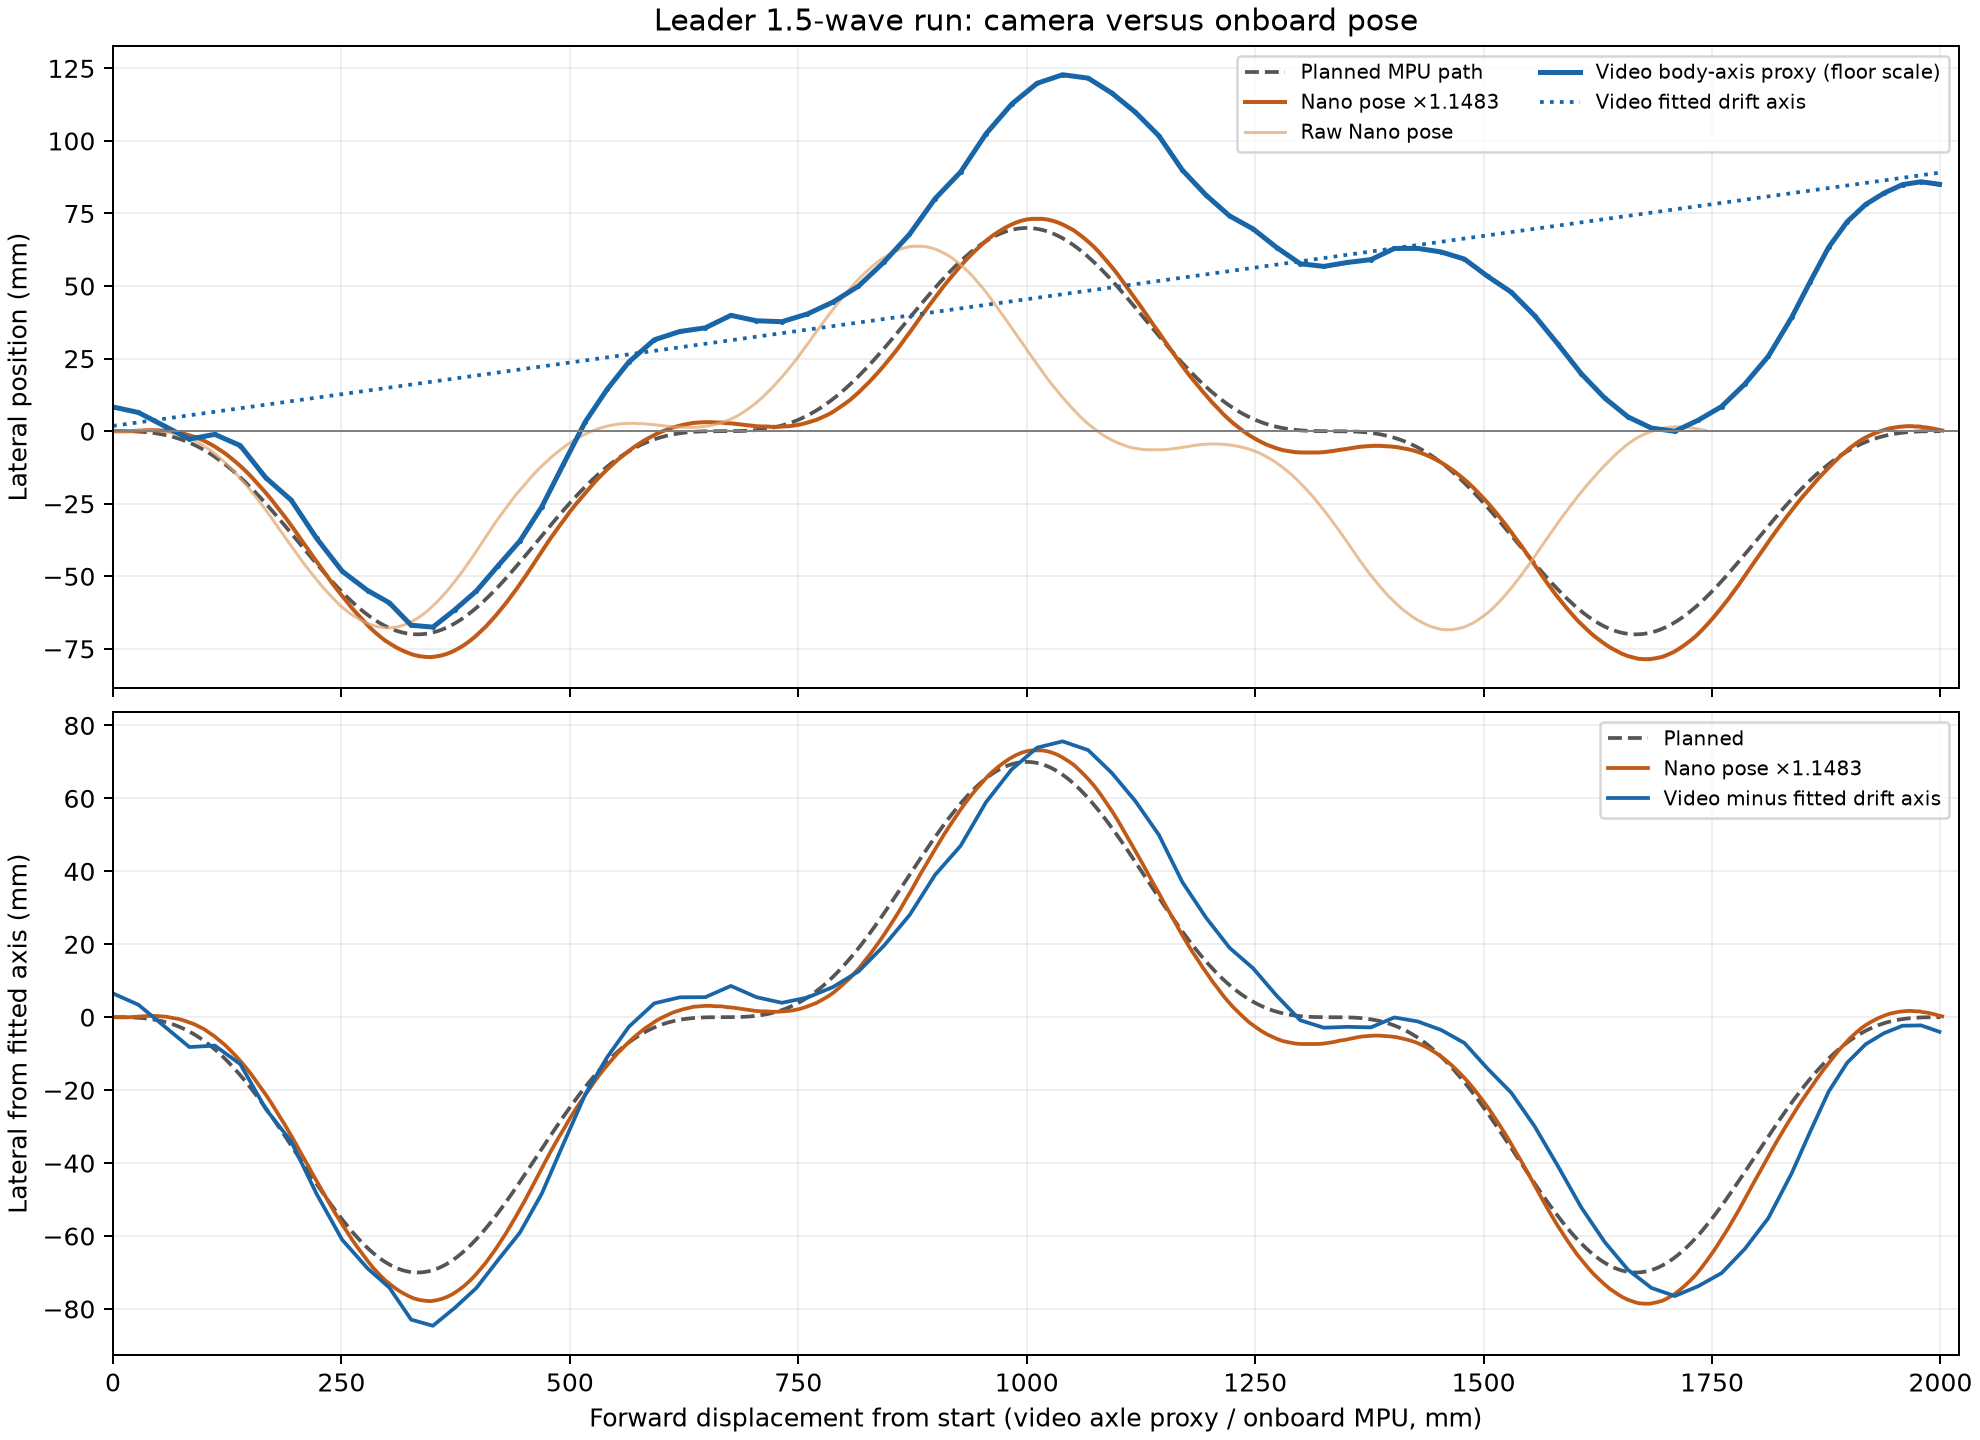 Leader 1.5-wave run: camera versus onboard pose
Lateral position (mm)
125
100
75
50
25
0
−25
−50
−75
Planned MPU path
Nano pose ×1.1483
Raw Nano pose
Video body-axis proxy (floor scale)
Video fitted drift axis
Lateral from fitted axis (mm)
80
60
40
20
0
−20
−40
−60
−80
Planned
Nano pose ×1.1483
Video minus fitted drift axis
0 250 500 750 1000 1250 1500 1750 2000
Forward displacement from start (video axle proxy / onboard MPU, mm)